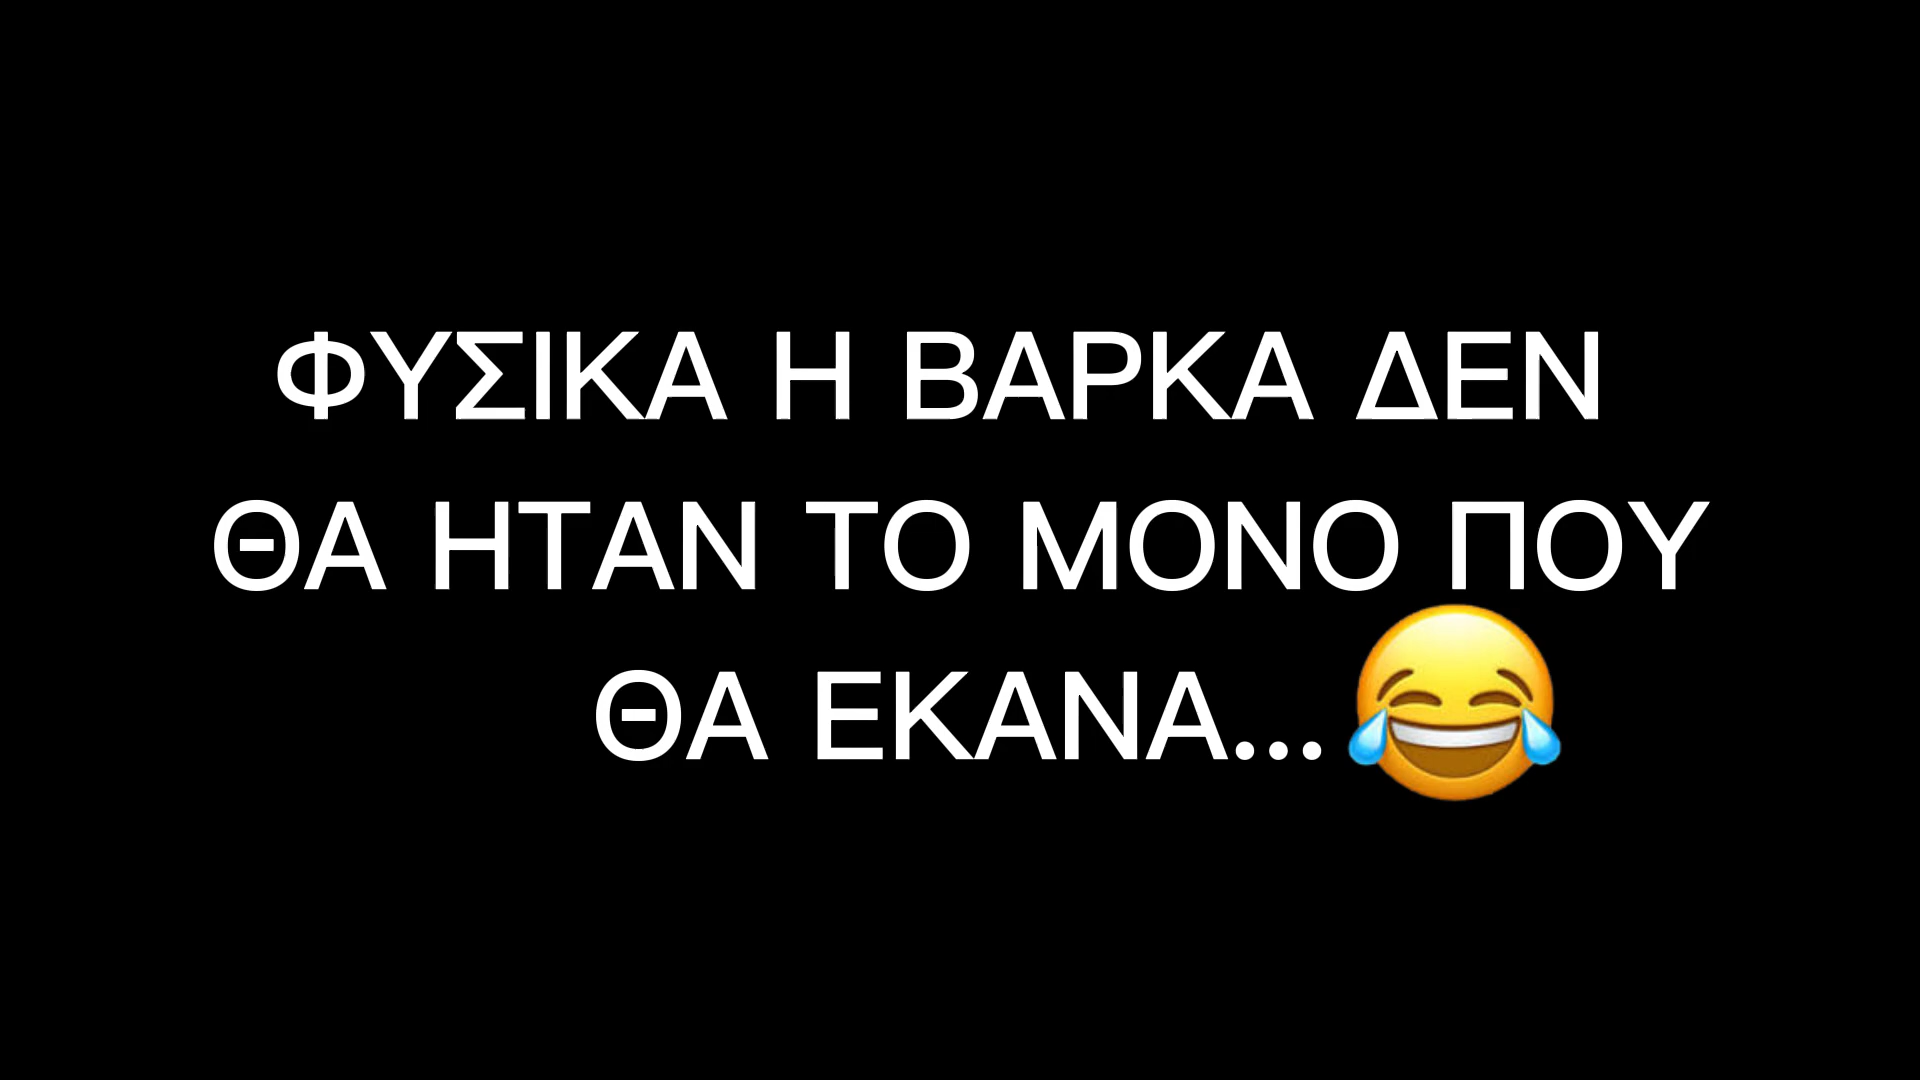 ΦΥΣΙΚΑ Η ΒΑΡΚΑ ΔΕΝ
ΘΑ ΗΤΑΝ ΤΟ ΜΟΝΟ ΠΟΥ
ΘΑ ΕΚΑΝΑ...😂